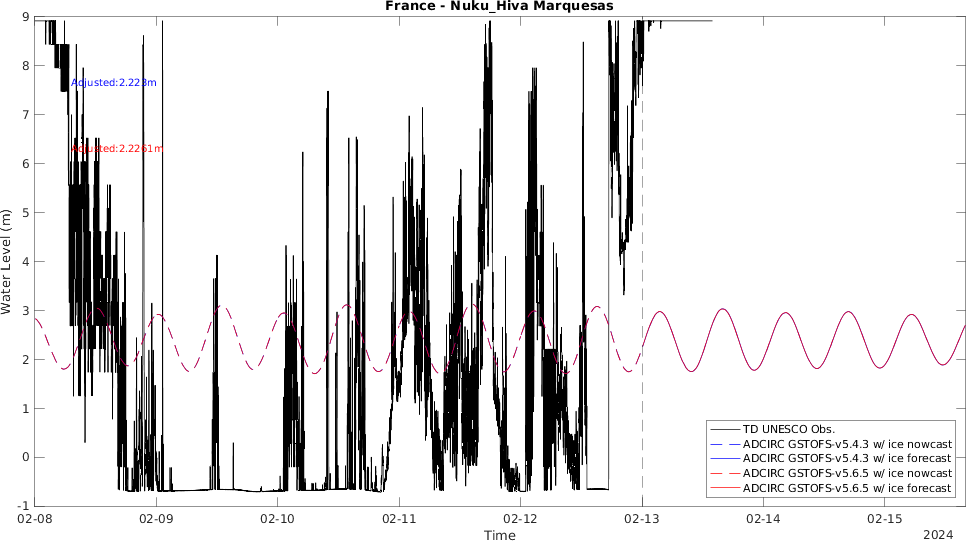 France - Nuku_Hiva Marquesas
9
8
7
6
5
4
3
2
1
0
-1
Water Level (m)
Adjusted:2.223m
Adjusted:2.2261m
TD UNESCO Obs.
ADCIRC GSTOFS-v5.4.3 w/ ice nowcast
ADCIRC GSTOFS-v5.4.3 w/ ice forecast
ADCIRC GSTOFS-v5.6.5 w/ ice nowcast
ADCIRC GSTOFS-v5.6.5 w/ ice forecast
02-08 02-09 02-10 02-11 02-12 02-13 02-14 02-15
Time
2024